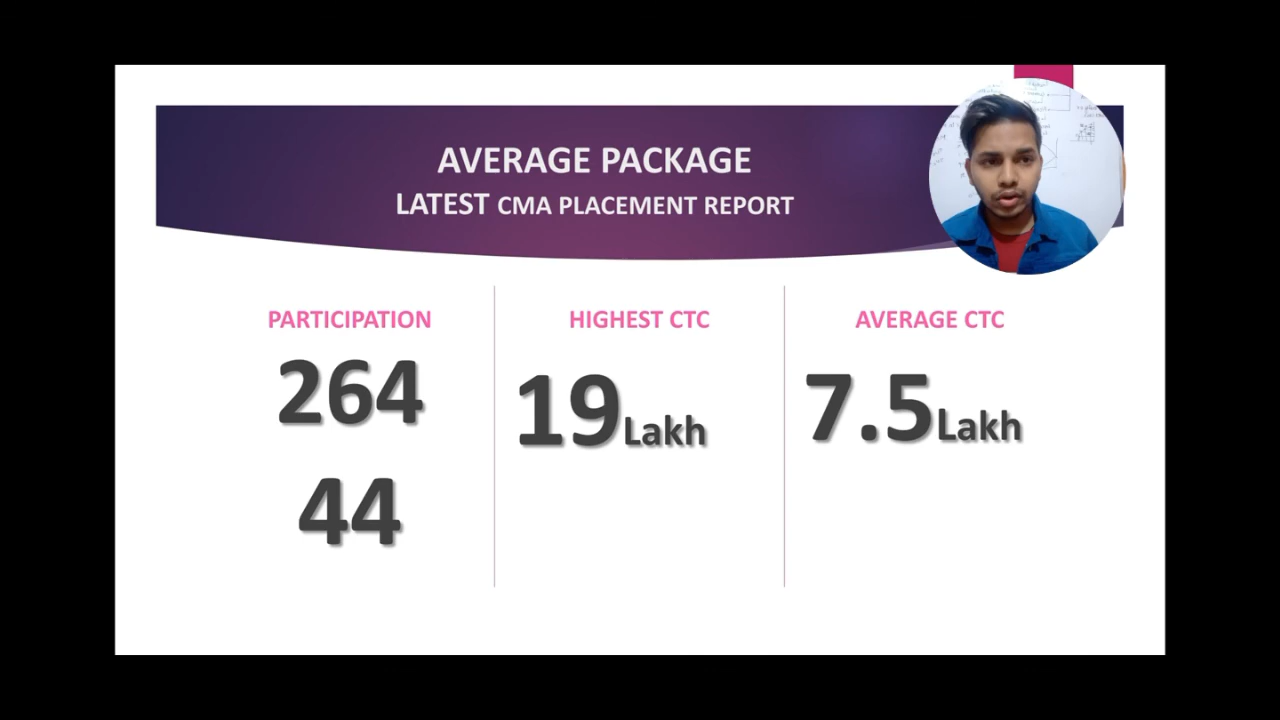 AVERAGE PACKAGE
LATEST CMA PLACEMENT REPORT
PARTICIPATION
264
44
HIGHEST CTC
19Lakh
AVERAGE CTC
7.5Lakh